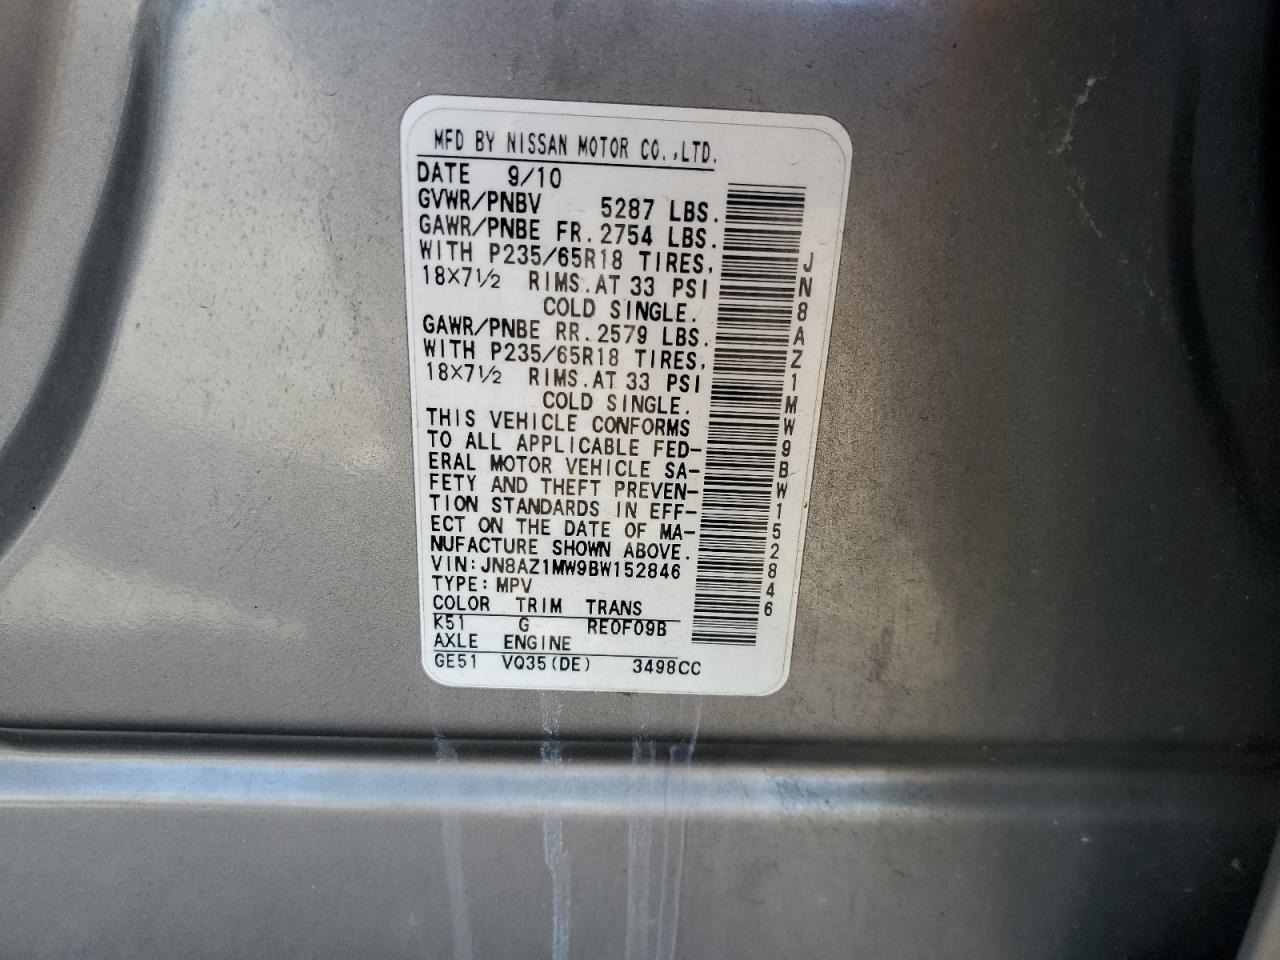 MFD BY NISSAN MOTOR CO.,LTD.
DATE 9/10
GVWR/PNBV 5287 LBS.
GAWR/PNBE FR. 2754 LBS.
WITH P235/65R18 TIRES,
18×7½ RIMS.AT 33 PSI
COLD SINGLE.
GAWR/PNBE RR. 2579 LBS.
WITH P235/65R18 TIRES,
18×7½ RIMS.AT 33 PSI
COLD SINGLE.
THIS VEHICLE CONFORMS
TO ALL APPLICABLE FED-
ERAL MOTOR VEHICLE SA-
FETY AND THEFT PREVEN-
TION STANDARDS IN EFF-
ECT ON THE DATE OF MA-
NUFACTURE SHOWN ABOVE.
VIN: JN8AZ1MW9BW152846
TYPE: MPV
COLOR TRIM TRANS
K51 G RE0F09B
AXLE ENGINE
GE51 VQ35(DE) 3498CC
JN8AZ1MW9BW152846